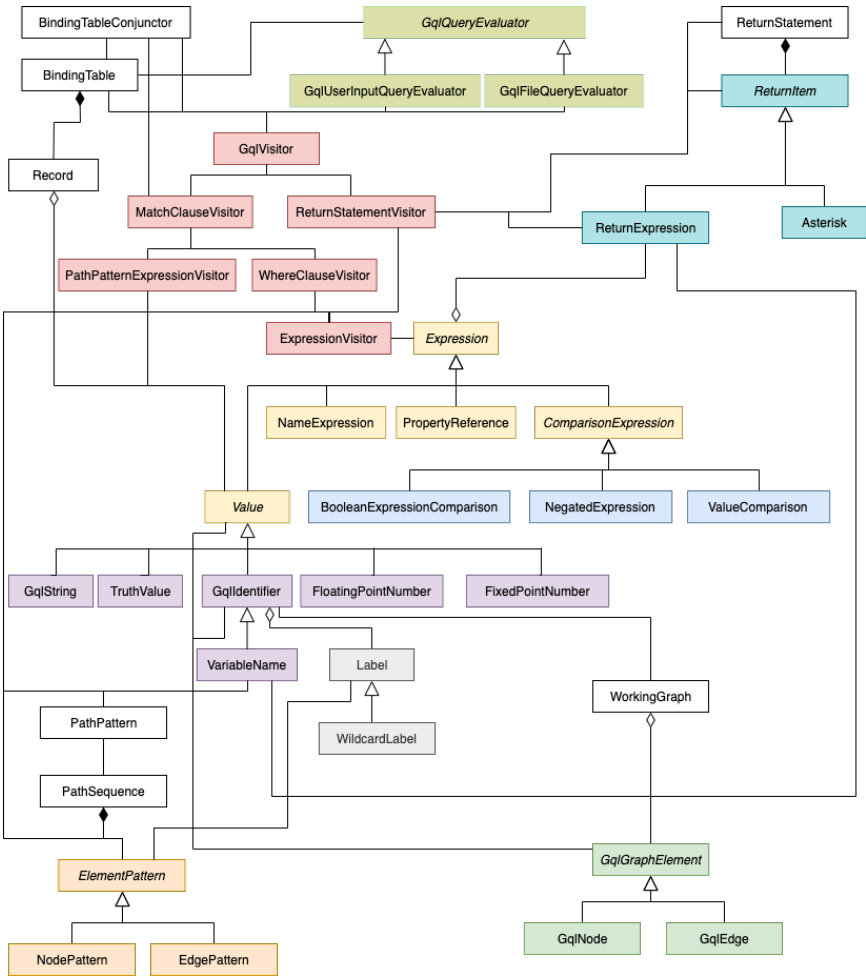 BindingTableConjunctor
GqlQueryEvaluator
ReturnStatement
BindingTable
GqlUserInputQueryEvaluator
GqlFileQueryEvaluator
ReturnItem
GqlVisitor
Record
MatchClauseVisitor
ReturnStatementVisitor
ReturnExpression
Asterisk
PathPatternExpressionVisitor
WhereClauseVisitor
ExpressionVisitor
Expression
NameExpression
PropertyReference
ComparisonExpression
Value
BooleanExpressionComparison
NegatedExpression
ValueComparison
GqlString
TruthValue
GqlIdentifier
FloatingPointNumber
FixedPointNumber
VariableName
Label
PathPattern
WorkingGraph
WildcardLabel
PathSequence
ElementPattern
GqlGraphElement
NodePattern
EdgePattern
GqlNode
GqlEdge